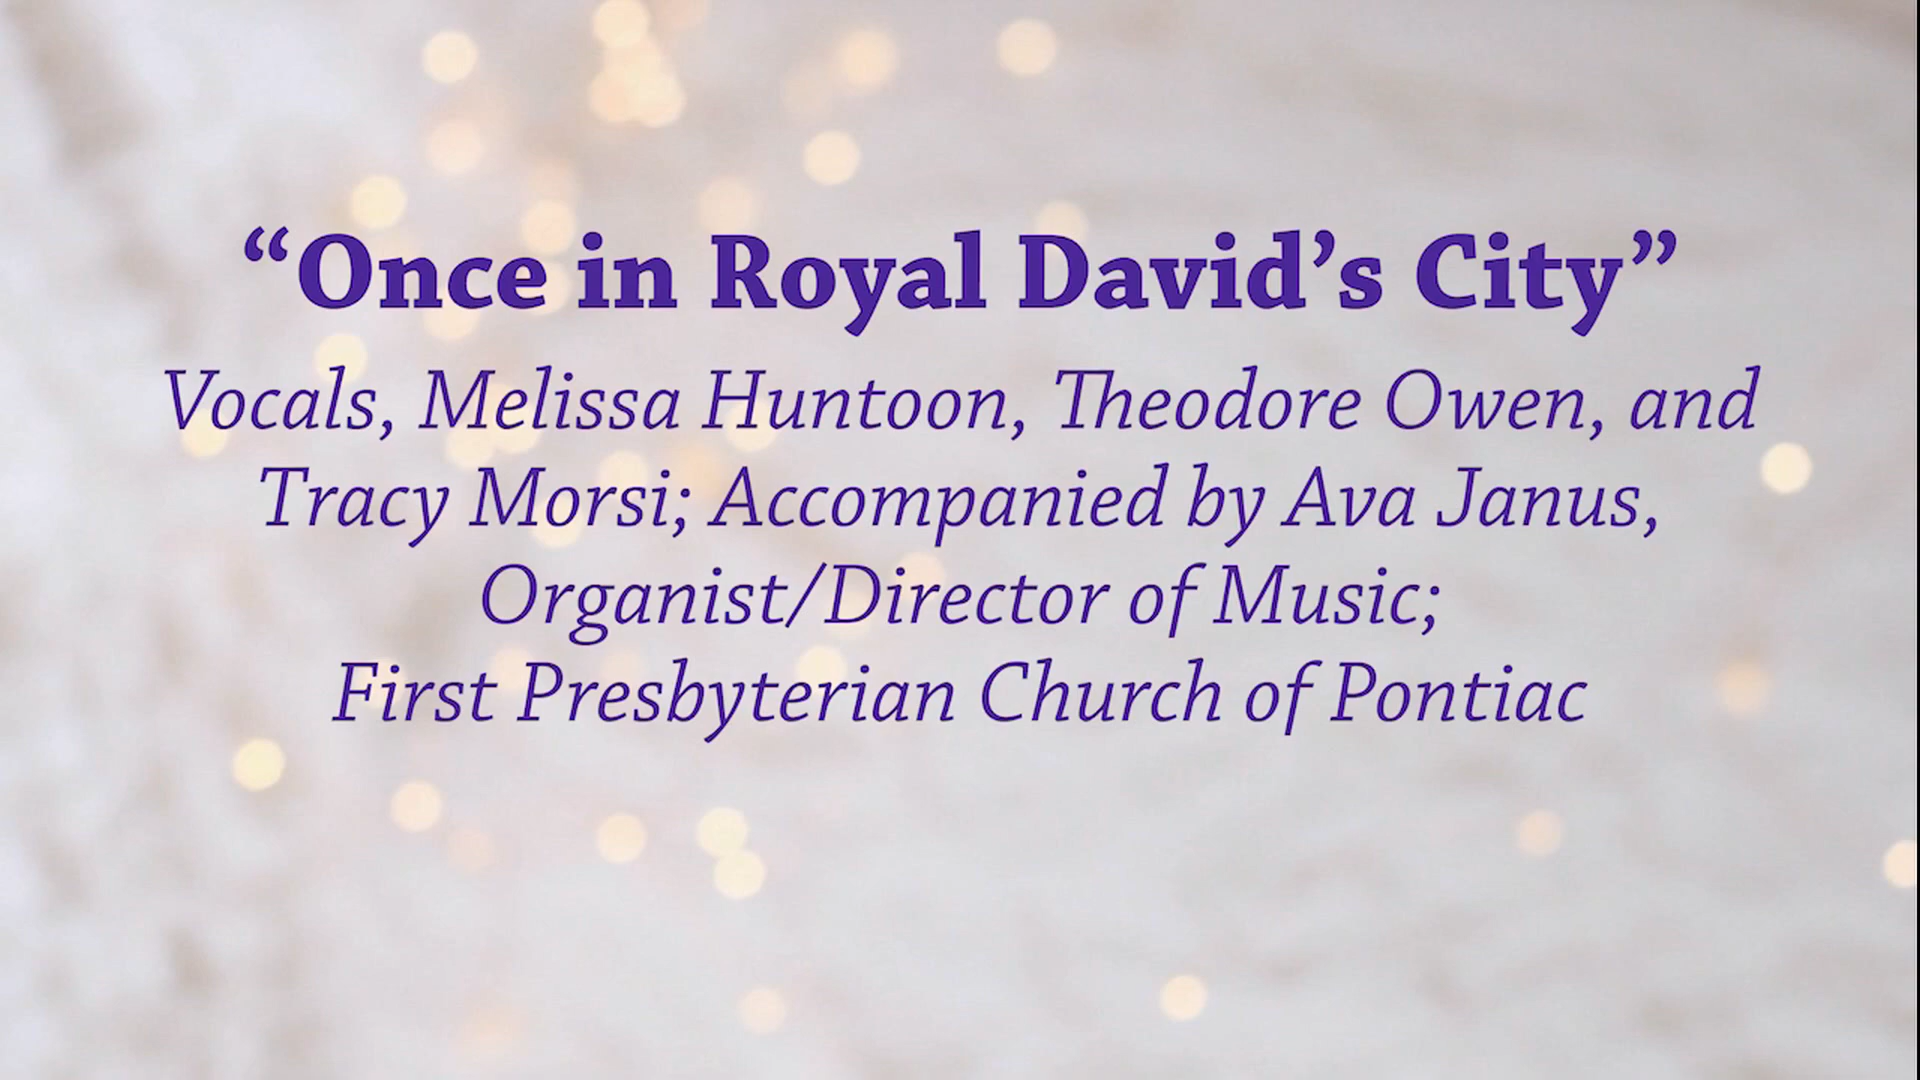 “Once in Royal David’s City”
Vocals, Melissa Huntoon, Theodore Owen, and
Tracy Morsi; Accompanied by Ava Janus,
Organist/Director of Music;
First Presbyterian Church of Pontiac